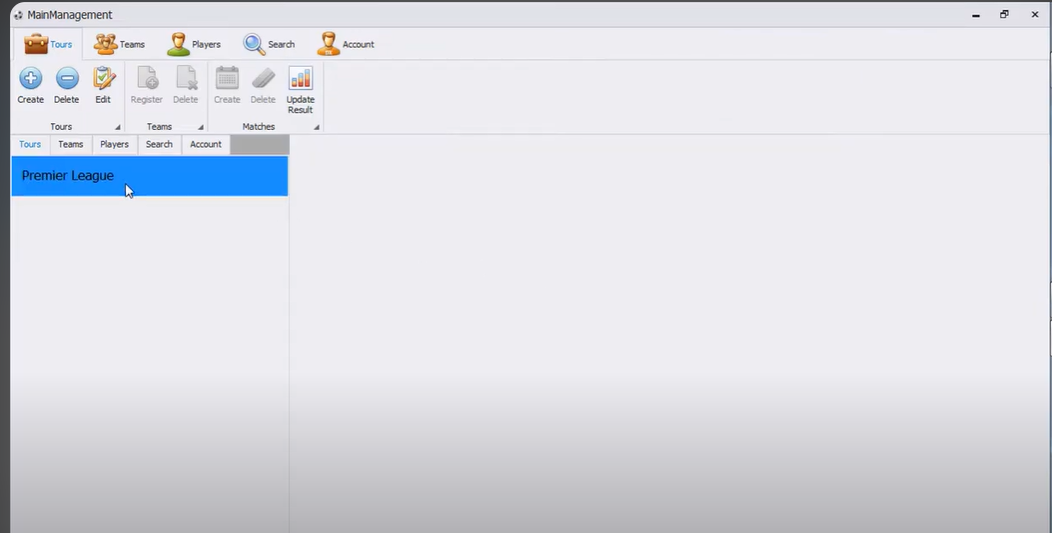 MainManagement
Tours Teams Players Search Account
Create Delete Edit Register Delete Create Delete Update Result
Tours Teams Matches
Tours Teams Players Search Account
Premier League